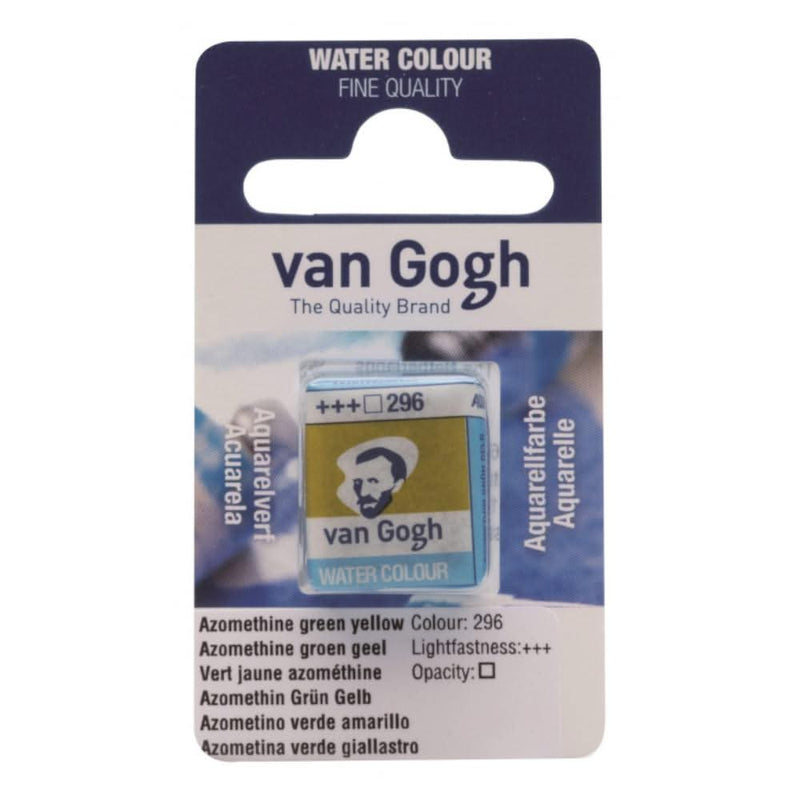 WATER COLOUR
FINE QUALITY
van Gogh
The Quality Brand
+++□ 296
van Gogh
WATER COLOUR
Aquarelverf
Acuarela
Aquarellfarbe
Aquarelle
Azomethine green yellow Colour: 296
Azomethine groen geel Lightfastness:+++
Vert jaune azométhine Opacity: □
Azomethin Grün Gelb
Azometino verde amarillo
Azometina verde giallastro